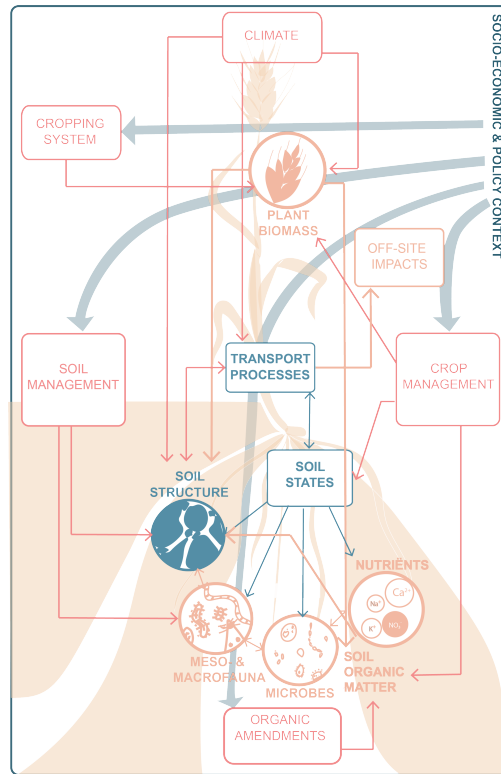 CLIMATE
SOCIO-ECONOMIC & POLICY CONTEXT
CROPPING
SYSTEM
PLANT
BIOMASS
OFF-SITE
IMPACTS
TRANSPORT
PROCESSES
SOIL
MANAGEMENT
CROP
MANAGEMENT
SOIL
STRUCTURE
SOIL
STATES
NUTRIËNTS
Ca²⁺
Na⁺
K⁺
NO₃
MESO- &
MACROFAUNA
MICROBES
SOIL
ORGANIC
MATTER
ORGANIC
AMENDMENTS